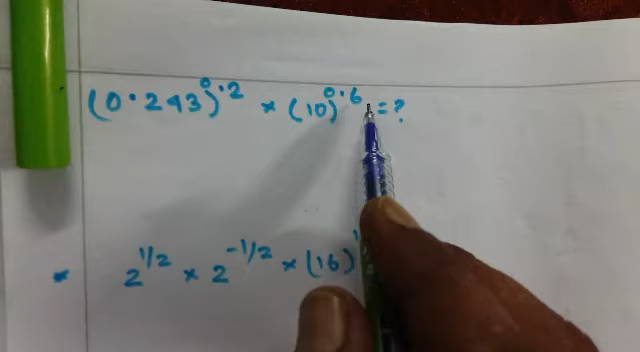 (0.243)^0.2 * (10)^0.6 = ?
* 2^1/2 × 2^-1/2 × (16)